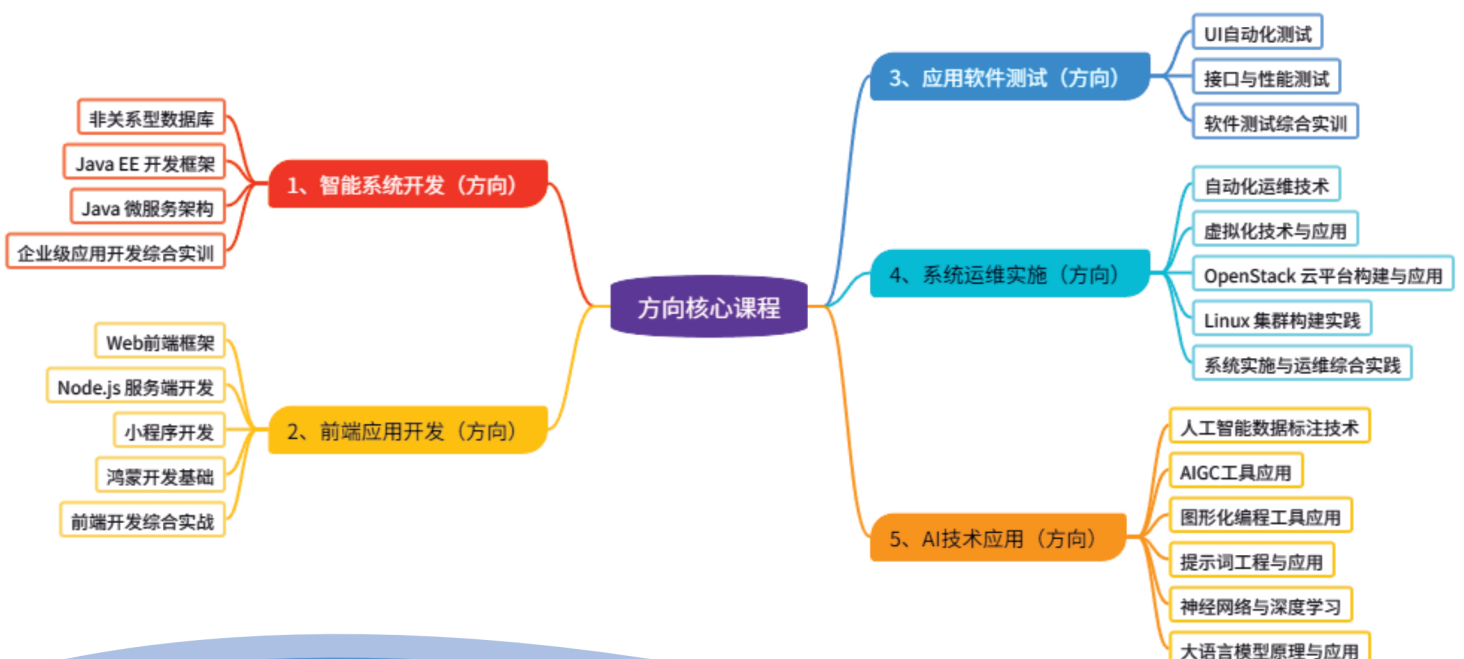 方向核心课程
1、智能系统开发（方向）
非关系型数据库
Java EE 开发框架
Java 微服务架构
企业级应用开发综合实训
2、前端应用开发（方向）
Web前端框架
Node.js 服务端开发
小程序开发
鸿蒙开发基础
前端开发综合实战
3、应用软件测试（方向）
UI自动化测试
接口与性能测试
软件测试综合实训
4、系统运维实施（方向）
自动化运维技术
虚拟化技术与应用
OpenStack 云平台构建与应用
Linux 集群构建实践
系统实施与运维综合实践
5、AI技术应用（方向）
人工智能数据标注技术
AIGC工具应用
图形化编程工具应用
提示词工程与应用
神经网络与深度学习
大语言模型原理与应用